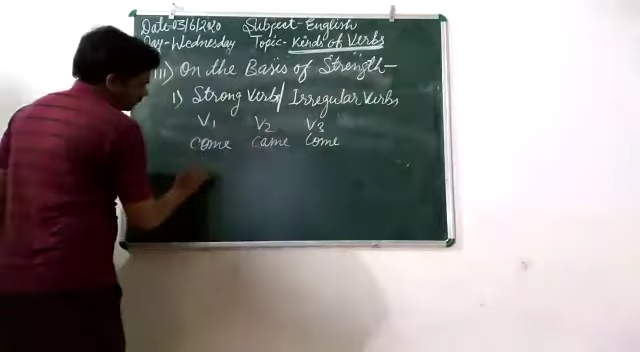 Date-03/6/2020 Subject-English
Day-Wednesday Topic-Kinds of Verbs
III) On the Basis of Strength-
1) Strong Verbs/ Irregular Verbs
V1 V2 V3
come came come